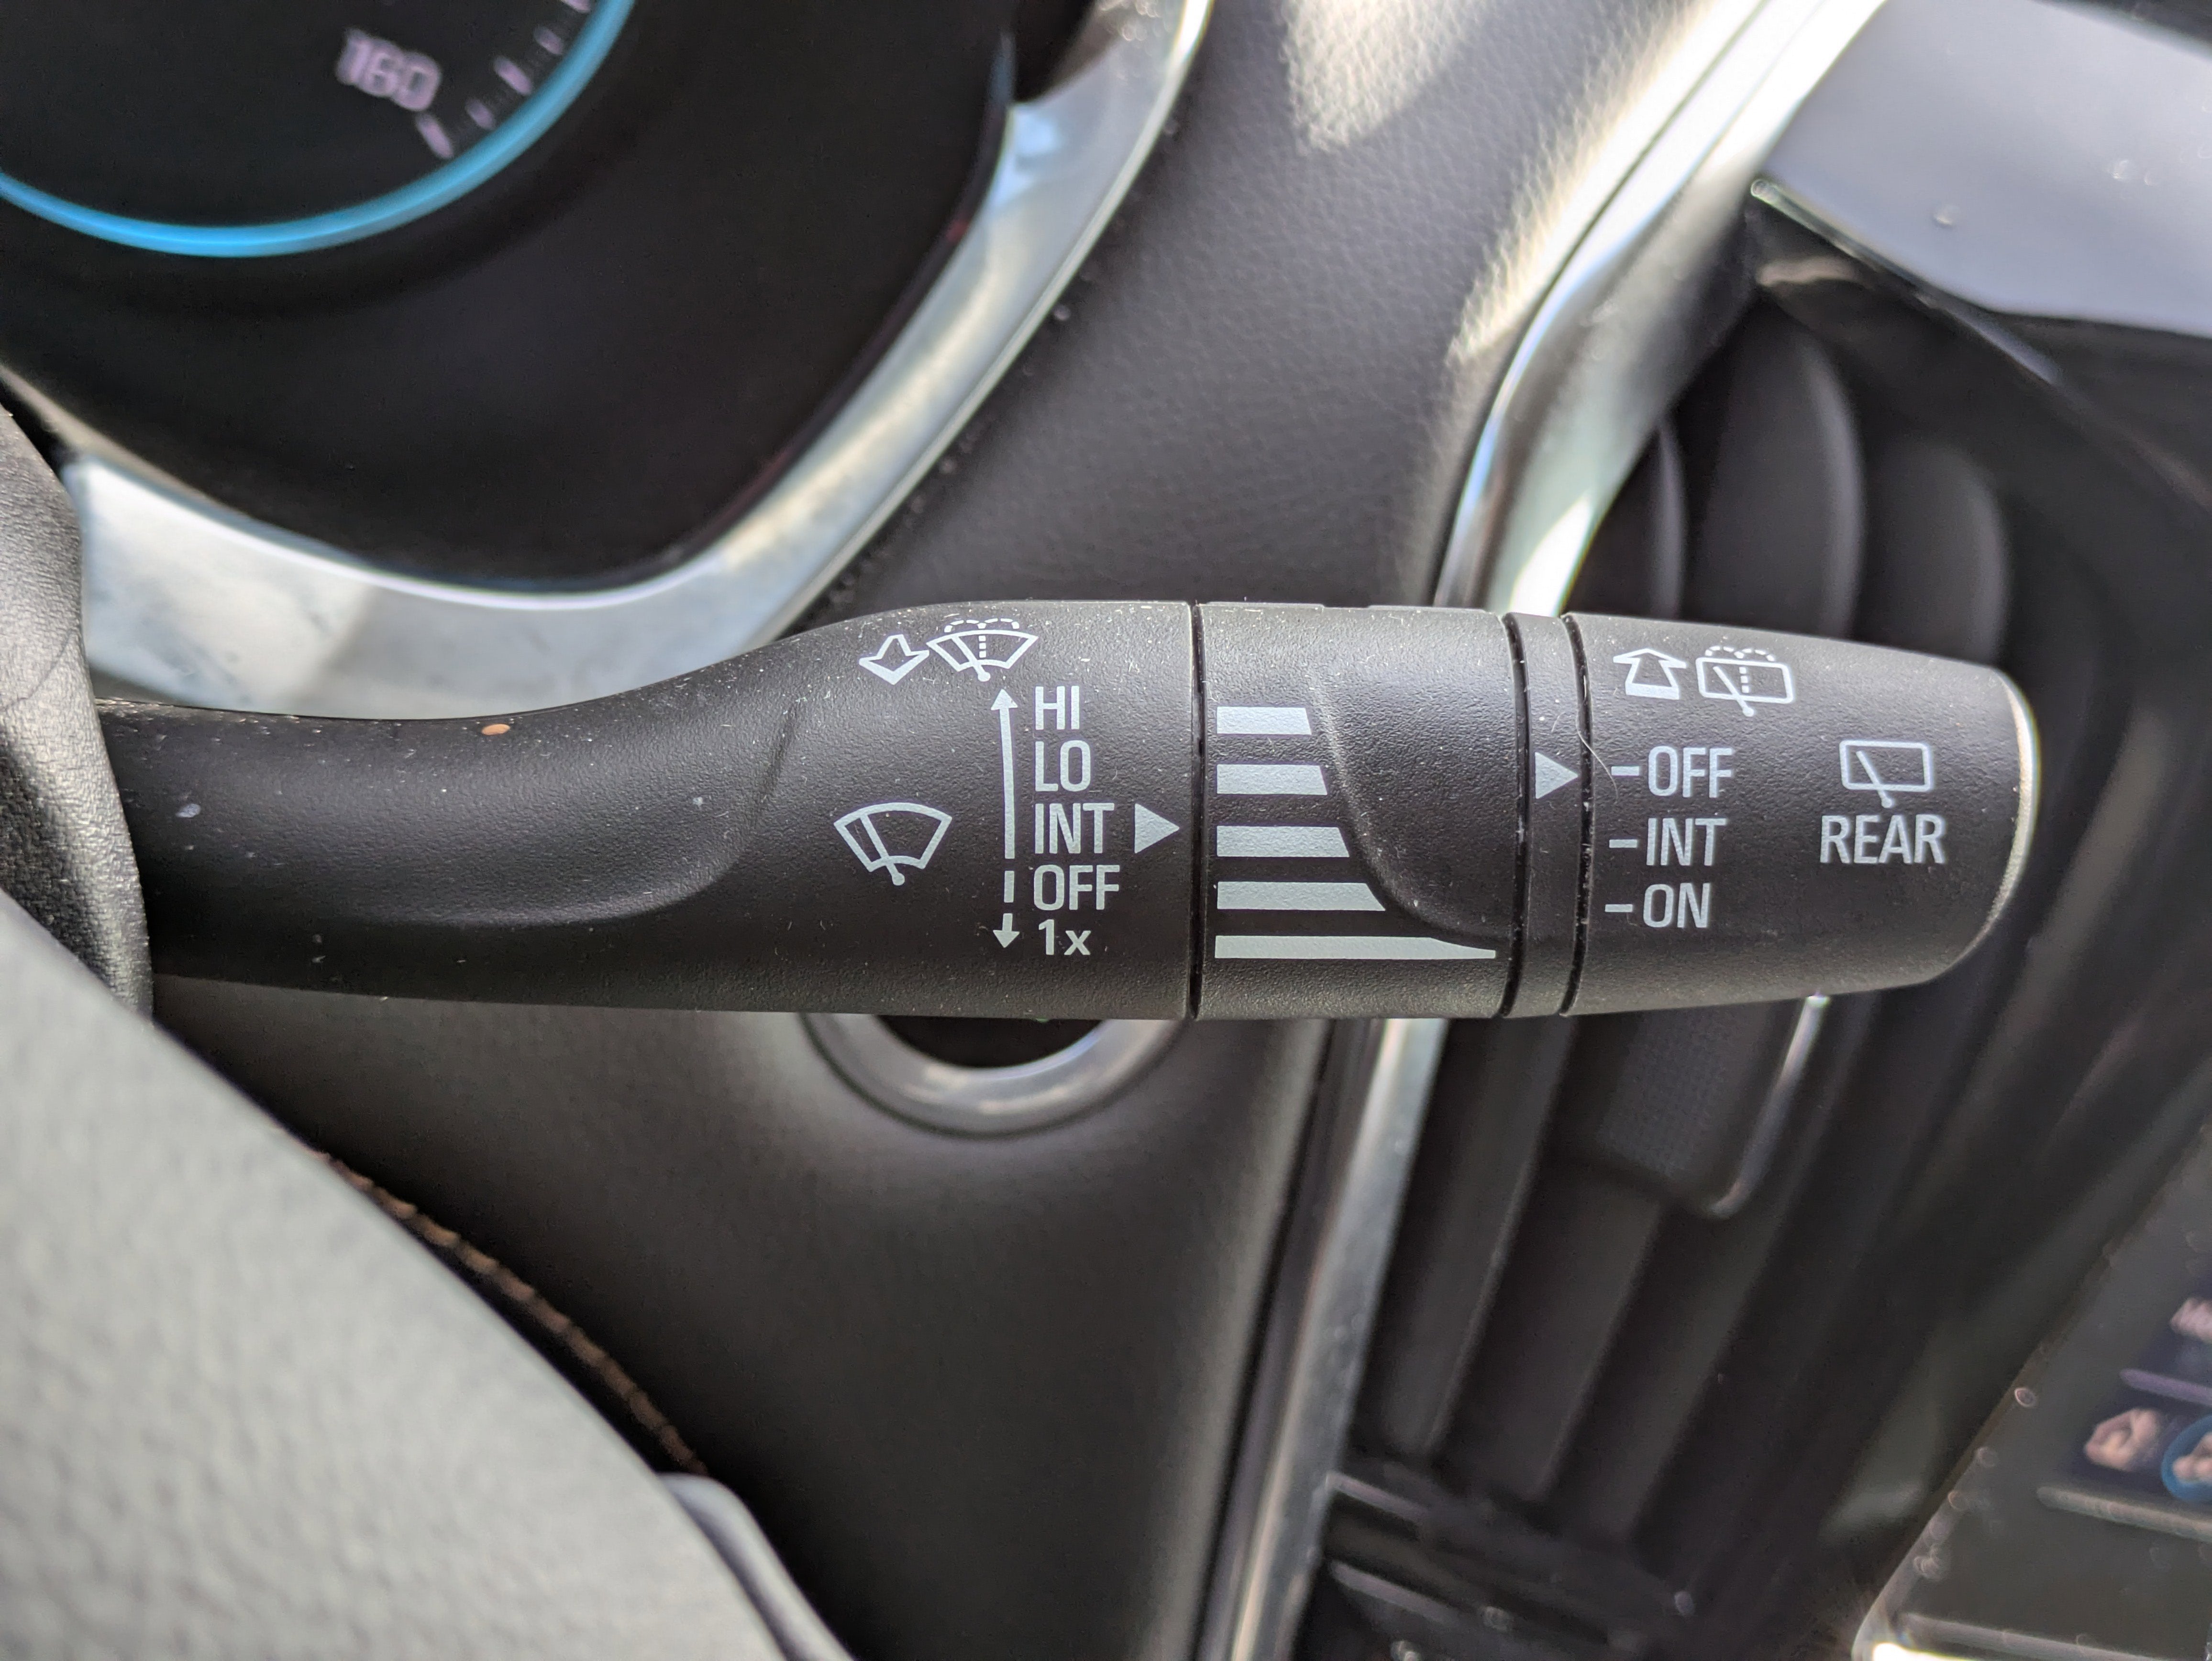 160
HI
LO
INT
OFF
1x
-OFF
-INT
-ON
REAR